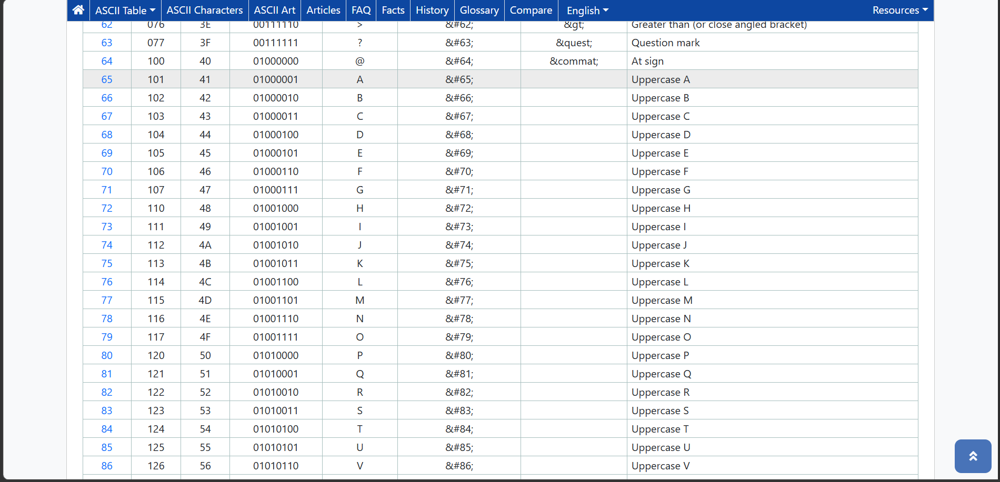 ASCII Table ASCII Characters ASCII Art Articles FAQ Facts History Glossary Compare English Resources
62 076 3E 00111110 > &#62; &gt; Greater than (or close angled bracket)
63 077 3F 00111111 ? &#63; &quest; Question mark
64 100 40 01000000 @ &#64; &commat; At sign
65 101 41 01000001 A &#65; Uppercase A
66 102 42 01000010 B &#66; Uppercase B
67 103 43 01000011 C &#67; Uppercase C
68 104 44 01000100 D &#68; Uppercase D
69 105 45 01000101 E &#69; Uppercase E
70 106 46 01000110 F &#70; Uppercase F
71 107 47 01000111 G &#71; Uppercase G
72 110 48 01001000 H &#72; Uppercase H
73 111 49 01001001 I &#73; Uppercase I
74 112 4A 01001010 J &#74; Uppercase J
75 113 4B 01001011 K &#75; Uppercase K
76 114 4C 01001100 L &#76; Uppercase L
77 115 4D 01001101 M &#77; Uppercase M
78 116 4E 01001110 N &#78; Uppercase N
79 117 4F 01001111 O &#79; Uppercase O
80 120 50 01010000 P &#80; Uppercase P
81 121 51 01010001 Q &#81; Uppercase Q
82 122 52 01010010 R &#82; Uppercase R
83 123 53 01010011 S &#83; Uppercase S
84 124 54 01010100 T &#84; Uppercase T
85 125 55 01010101 U &#85; Uppercase U
86 126 56 01010110 V &#86; Uppercase V